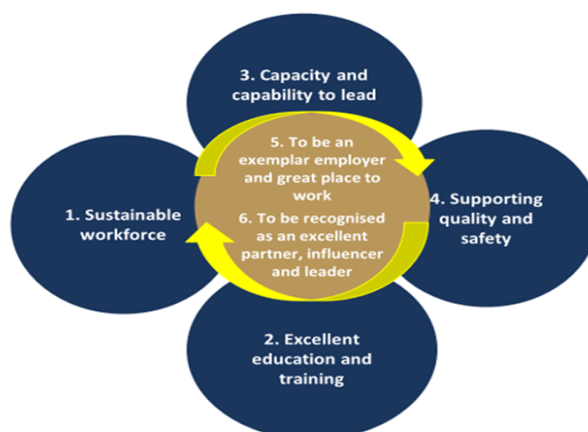 3. Capacity and
capability to lead
5. To be an
exemplar employer
and great place to
work
6. To be recognised
as an excellent
partner, influencer
and leader
1. Sustainable
workforce
4. Supporting
quality and
safety
2. Excellent
education and
training